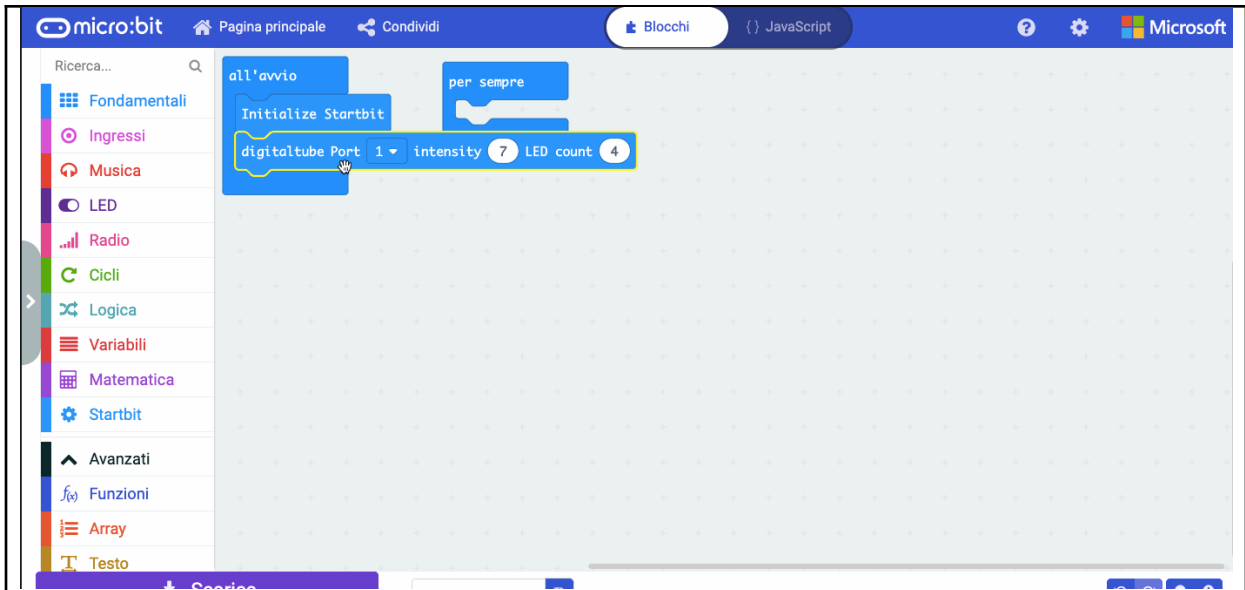 micro:bit Pagina principale Condividi Blocchi {} JavaScript ? Microsoft
Ricerca...
Fondamentali
Ingressi
Musica
LED
Radio
Cicli
Logica
Variabili
Matematica
Startbit
Avanzati
f(x) Funzioni
Array
Testo
all'avvio
Initialize Startbit
digitaltube Port 1 intensity 7 LED count 4
per sempre